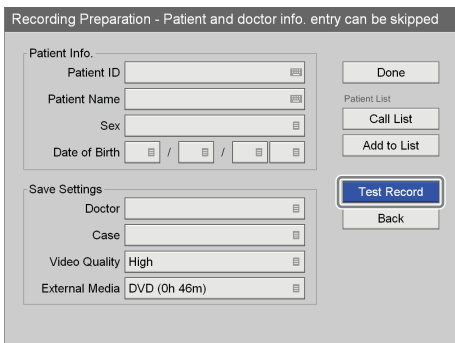 Recording Preparation - Patient and doctor info. entry can be skipped
Patient Info.
Patient ID
Patient Name
Sex
Date of Birth / /
Done
Patient List
Call List
Add to List
Save Settings
Doctor
Case
Video Quality High
External Media DVD (0h 46m)
Test Record
Back